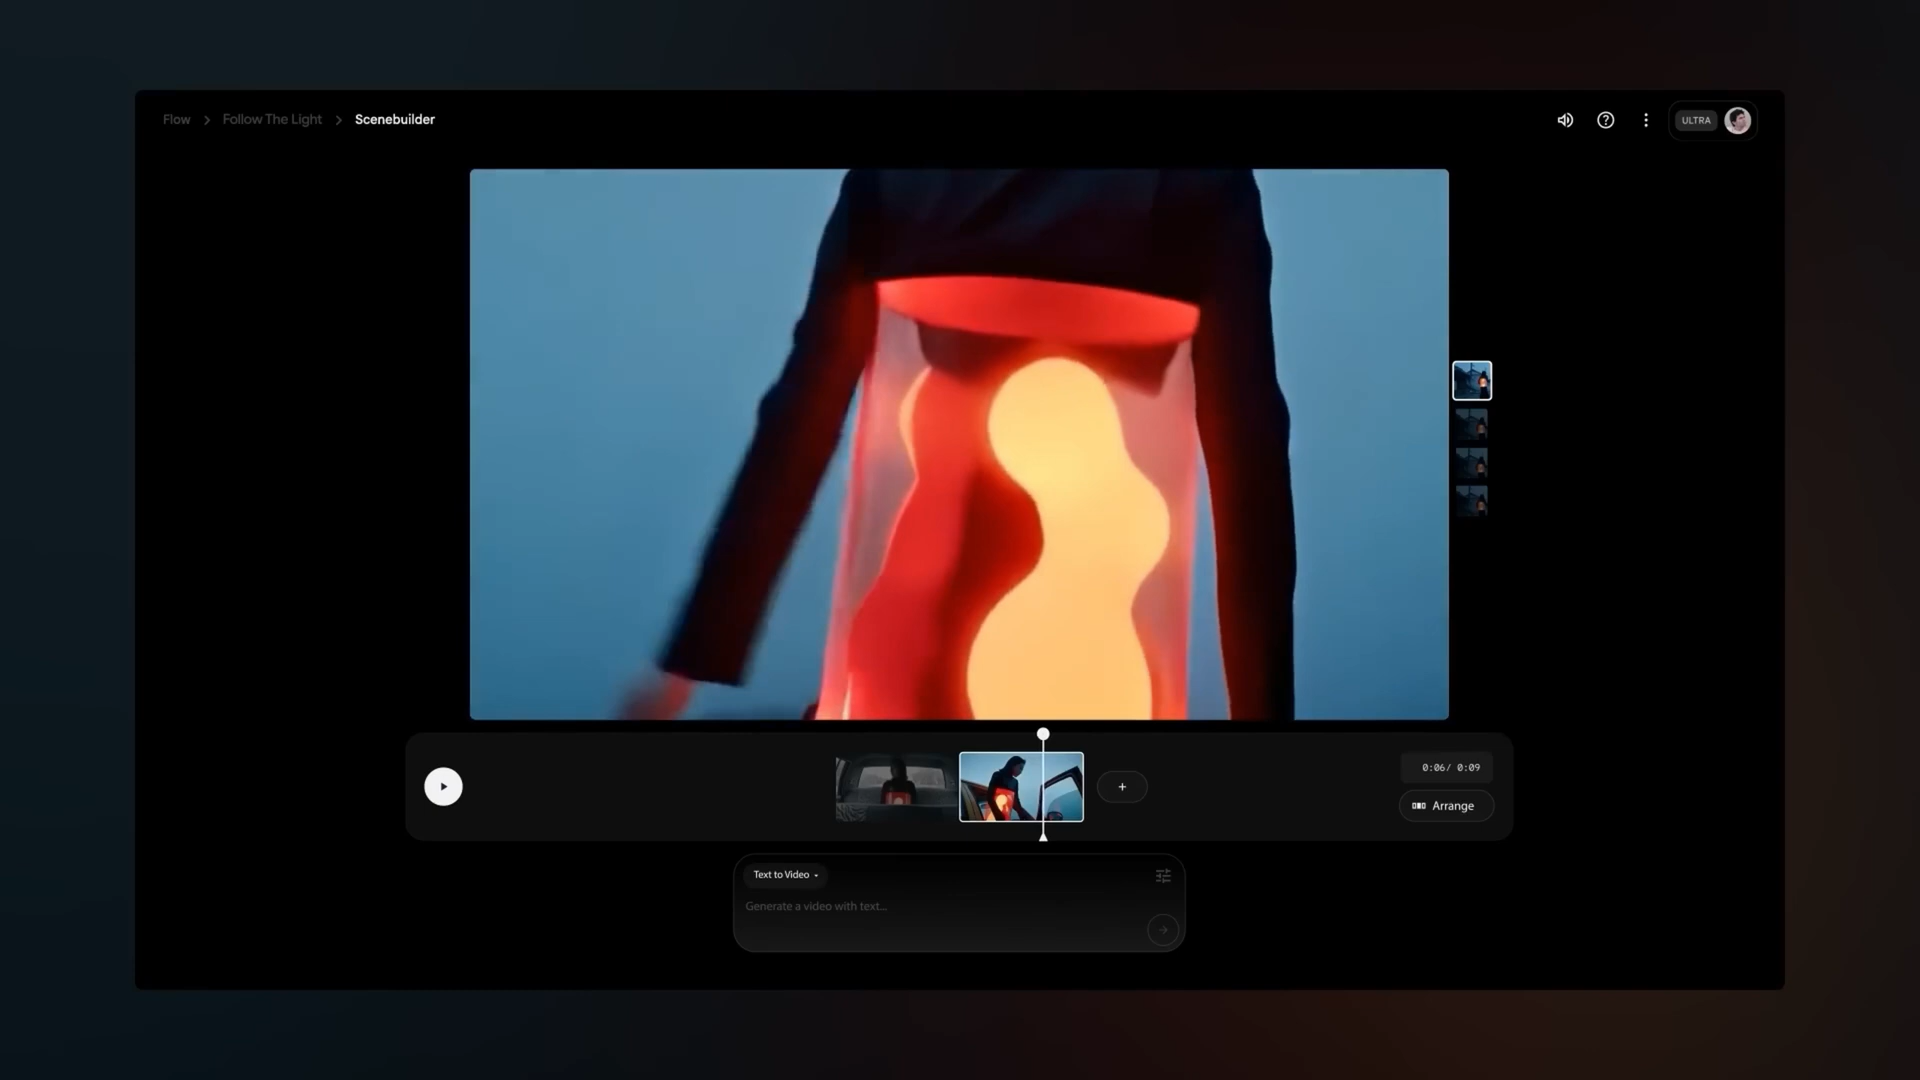 Flow > Follow The Light > Scenebuilder
ULTRA
0:06/ 0:09
Arrange
Text to Video
Generate a video with text...